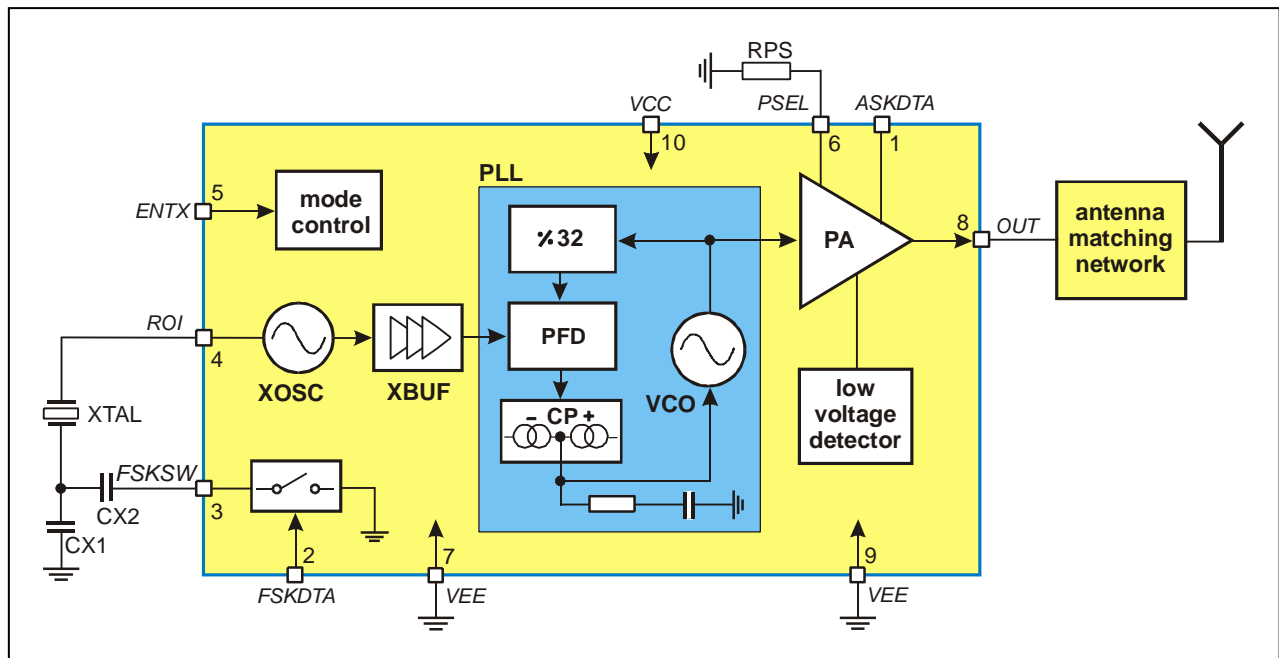 RPS
VCC
PSEL
ASKDTA
10
6
1
PLL
5
ENTX
mode
control
÷32
PA
8
OUT
antenna
matching
network
ROI
4
XOSC
XBUF
PFD
VCO
low
voltage
detector
XTAL
- CP +
FSKSW
3
CX2
CX1
2
7
9
FSKDTA
VEE
VEE